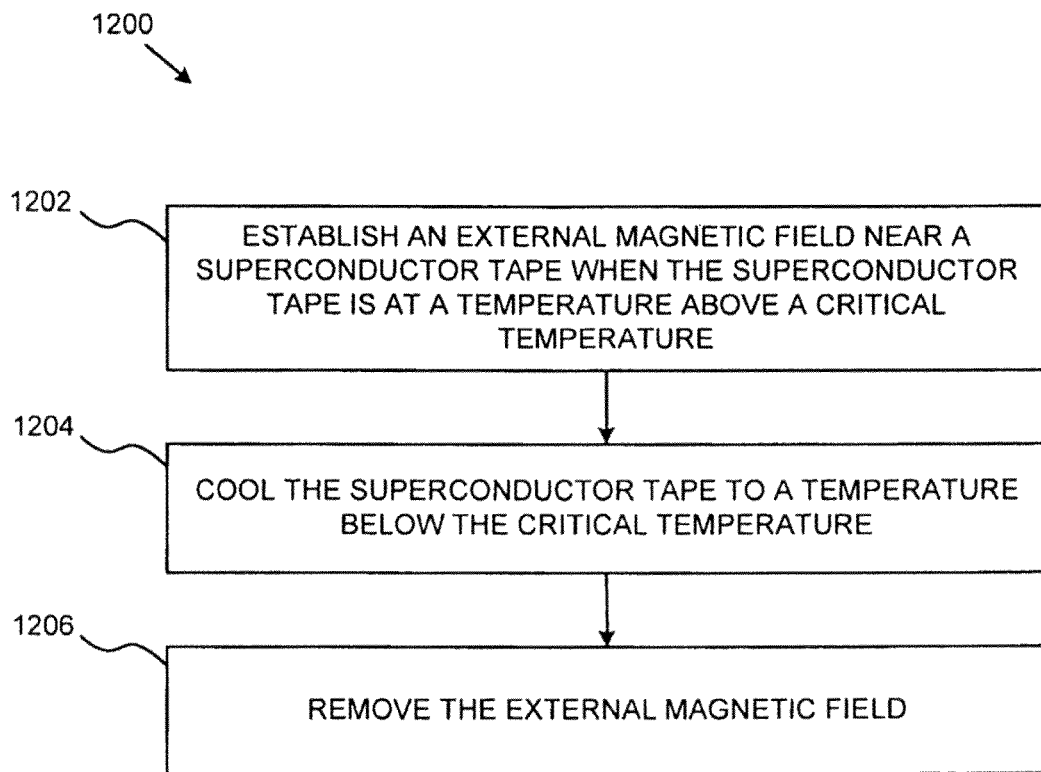 1200
1202
ESTABLISH AN EXTERNAL MAGNETIC FIELD NEAR A
SUPERCONDUCTOR TAPE WHEN THE SUPERCONDUCTOR
TAPE IS AT A TEMPERATURE ABOVE A CRITICAL
TEMPERATURE
1204
COOL THE SUPERCONDUCTOR TAPE TO A TEMPERATURE
BELOW THE CRITICAL TEMPERATURE
1206
REMOVE THE EXTERNAL MAGNETIC FIELD